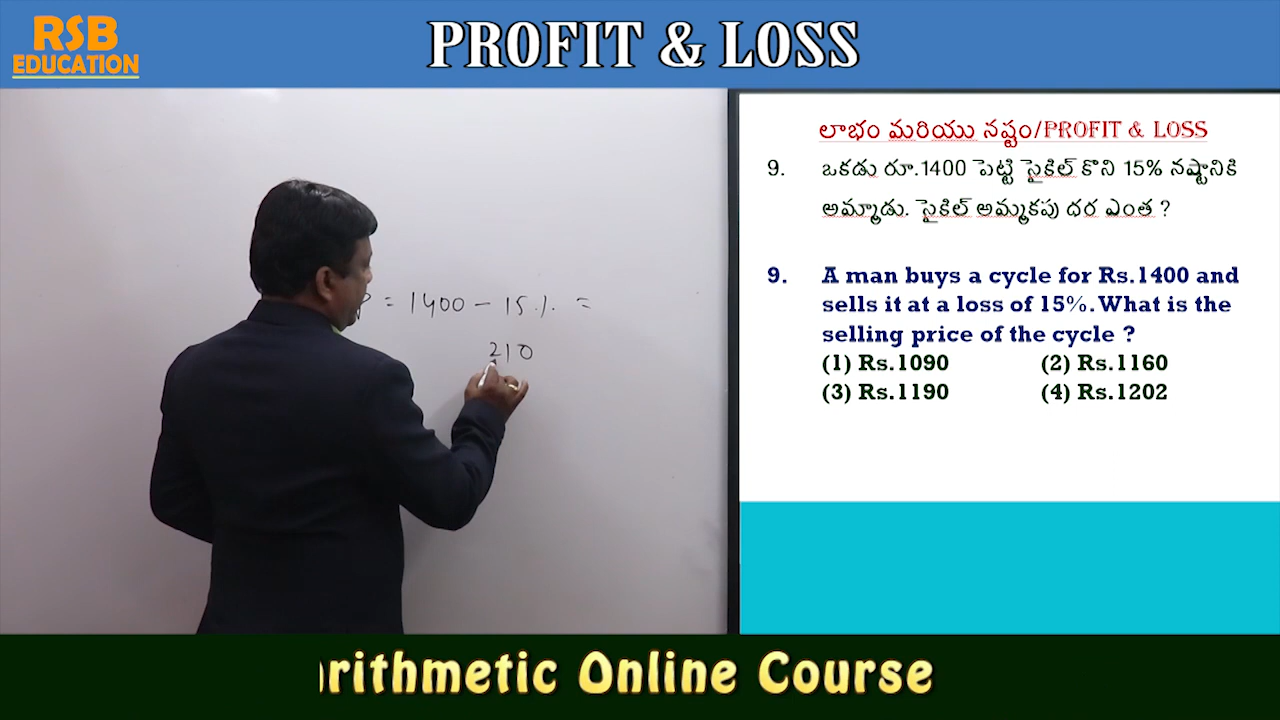 RSB
EDUCATION
PROFIT & LOSS
= 1400 - 15% =
210
లాభం మరియు నష్టం/PROFIT & LOSS
9. ఒకడు రూ.1400 పెట్టి సైకిల్ కొని 15% నష్టానికి
అమ్మాడు. సైకిల్ అమ్మకపు ధర ఎంత ?
9. A man buys a cycle for Rs.1400 and
sells it at a loss of 15%. What is the
selling price of the cycle ?
(1) Rs.1090 (2) Rs.1160
(3) Rs.1190 (4) Rs.1202
rithmetic Online Course